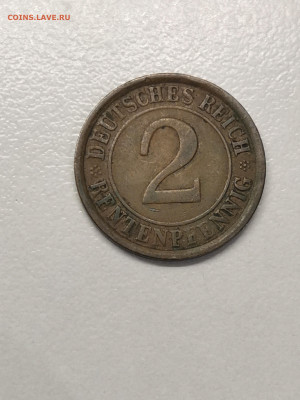 COINS.LAVE.RU
DEUTSCHES REICH
2
RENTENPFENNIG